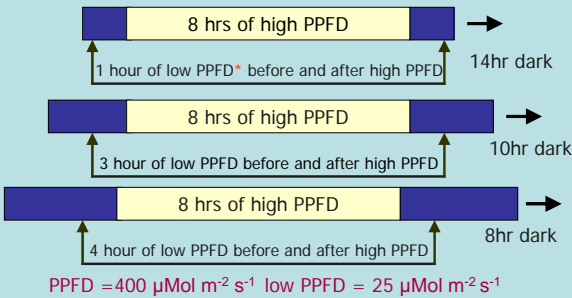 8 hrs of high PPFD
14hr dark
1 hour of low PPFD* before and after high PPFD
8 hrs of high PPFD
10hr dark
3 hour of low PPFD before and after high PPFD
8 hrs of high PPFD
8hr dark
4 hour of low PPFD before and after high PPFD
PPFD =400 µMol m⁻² s⁻¹ low PPFD = 25 µMol m⁻² s⁻¹